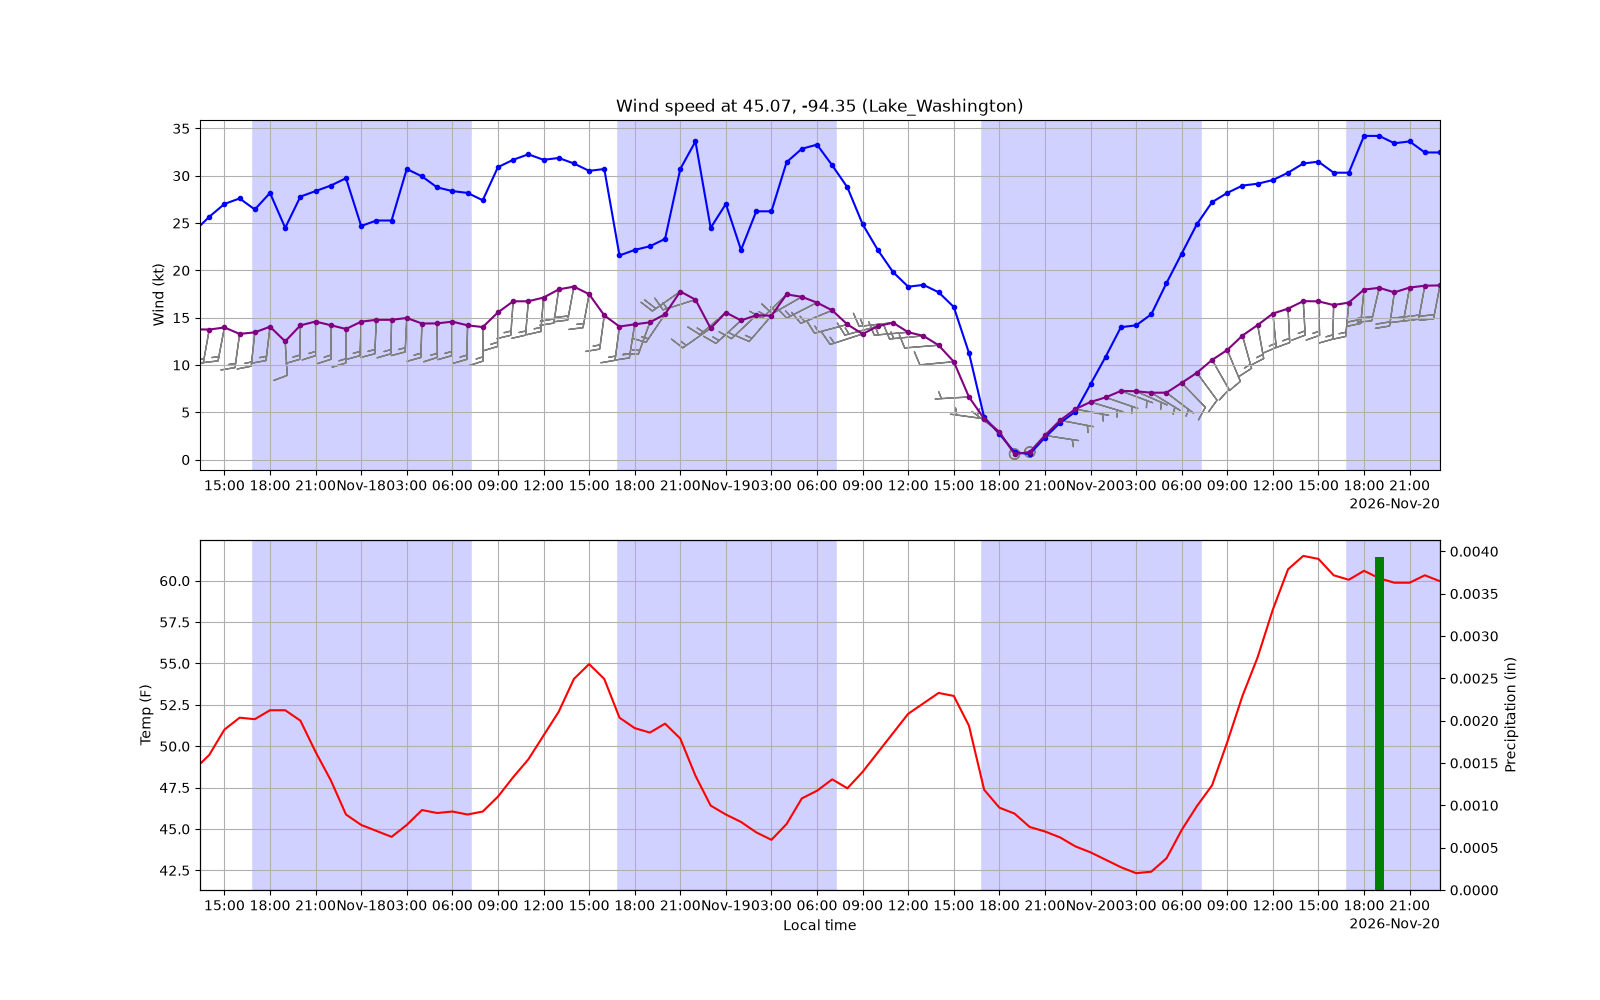 Wind speed at 45.07, -94.35 (Lake_Washington)
35
30
25
20
15
10
5
0
Wind (kt)
15:00 18:00 21:00 Nov-18 03:00 06:00 09:00 12:00 15:00 18:00 21:00 Nov-19 03:00 06:00 09:00 12:00 15:00 18:00 21:00 Nov-20 03:00 06:00 09:00 12:00 15:00 18:00 21:00
2026-Nov-20
60.0
57.5
55.0
52.5
50.0
47.5
45.0
42.5
Temp (F)
0.0040
0.0035
0.0030
0.0025
0.0020
0.0015
0.0010
0.0005
0.0000
Precipitation (in)
15:00 18:00 21:00 Nov-18 03:00 06:00 09:00 12:00 15:00 18:00 21:00 Nov-19 03:00 06:00 09:00 12:00 15:00 18:00 21:00 Nov-20 03:00 06:00 09:00 12:00 15:00 18:00 21:00
Local time
2026-Nov-20